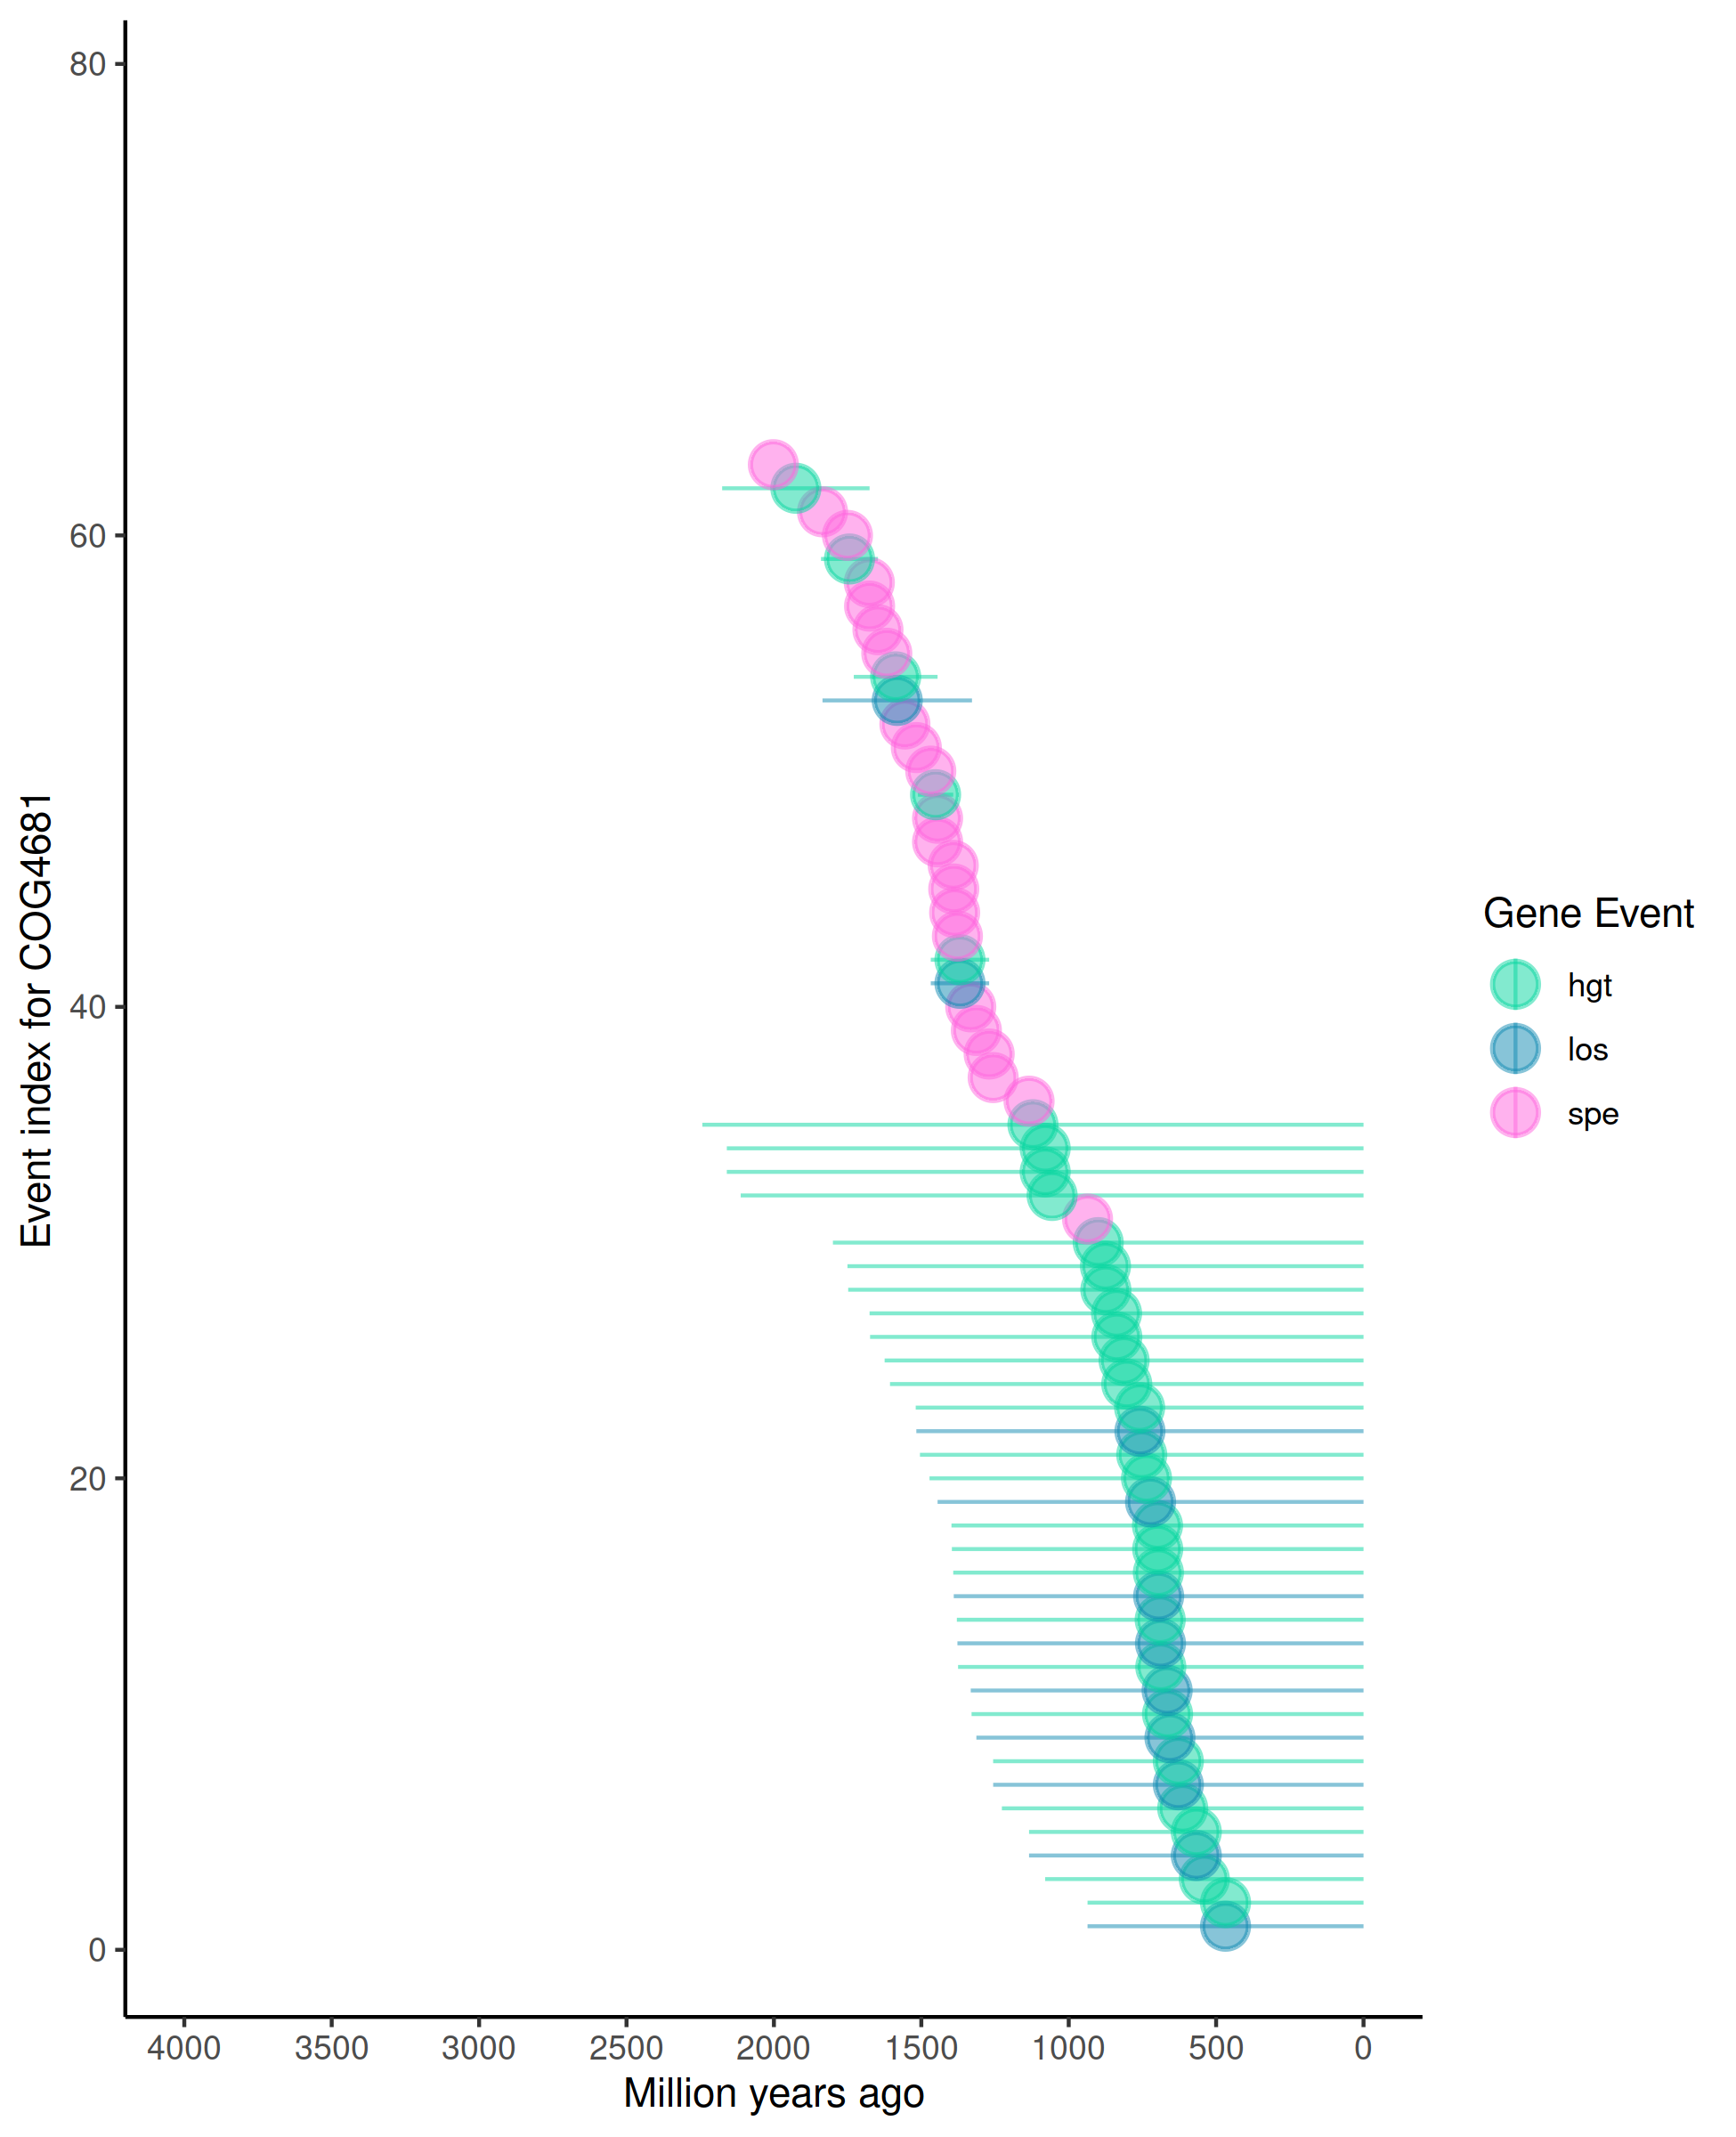 80
60
40
20
0
Event index for COG4681
4000 3500 3000 2500 2000 1500 1000 500 0
Million years ago
Gene Event
hgt
los
spe